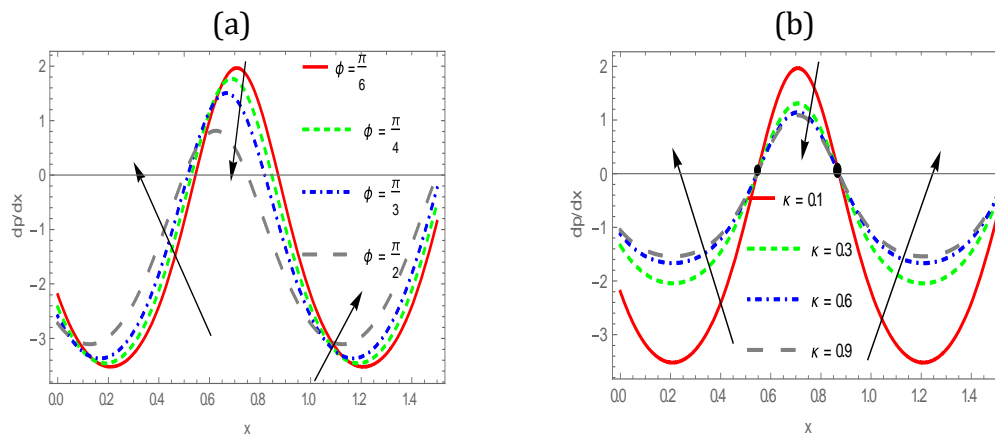 (a)
dp/dx
2
1
0
-1
-2
-3
0.0 0.2 0.4 0.6 0.8 1.0 1.2 1.4
x
ϕ = π/6
ϕ = π/4
ϕ = π/3
ϕ = π/2
(b)
dp/dx
2
1
0
-1
-2
-3
0.0 0.2 0.4 0.6 0.8 1.0 1.2 1.4
x
κ = 0.1
κ = 0.3
κ = 0.6
κ = 0.9